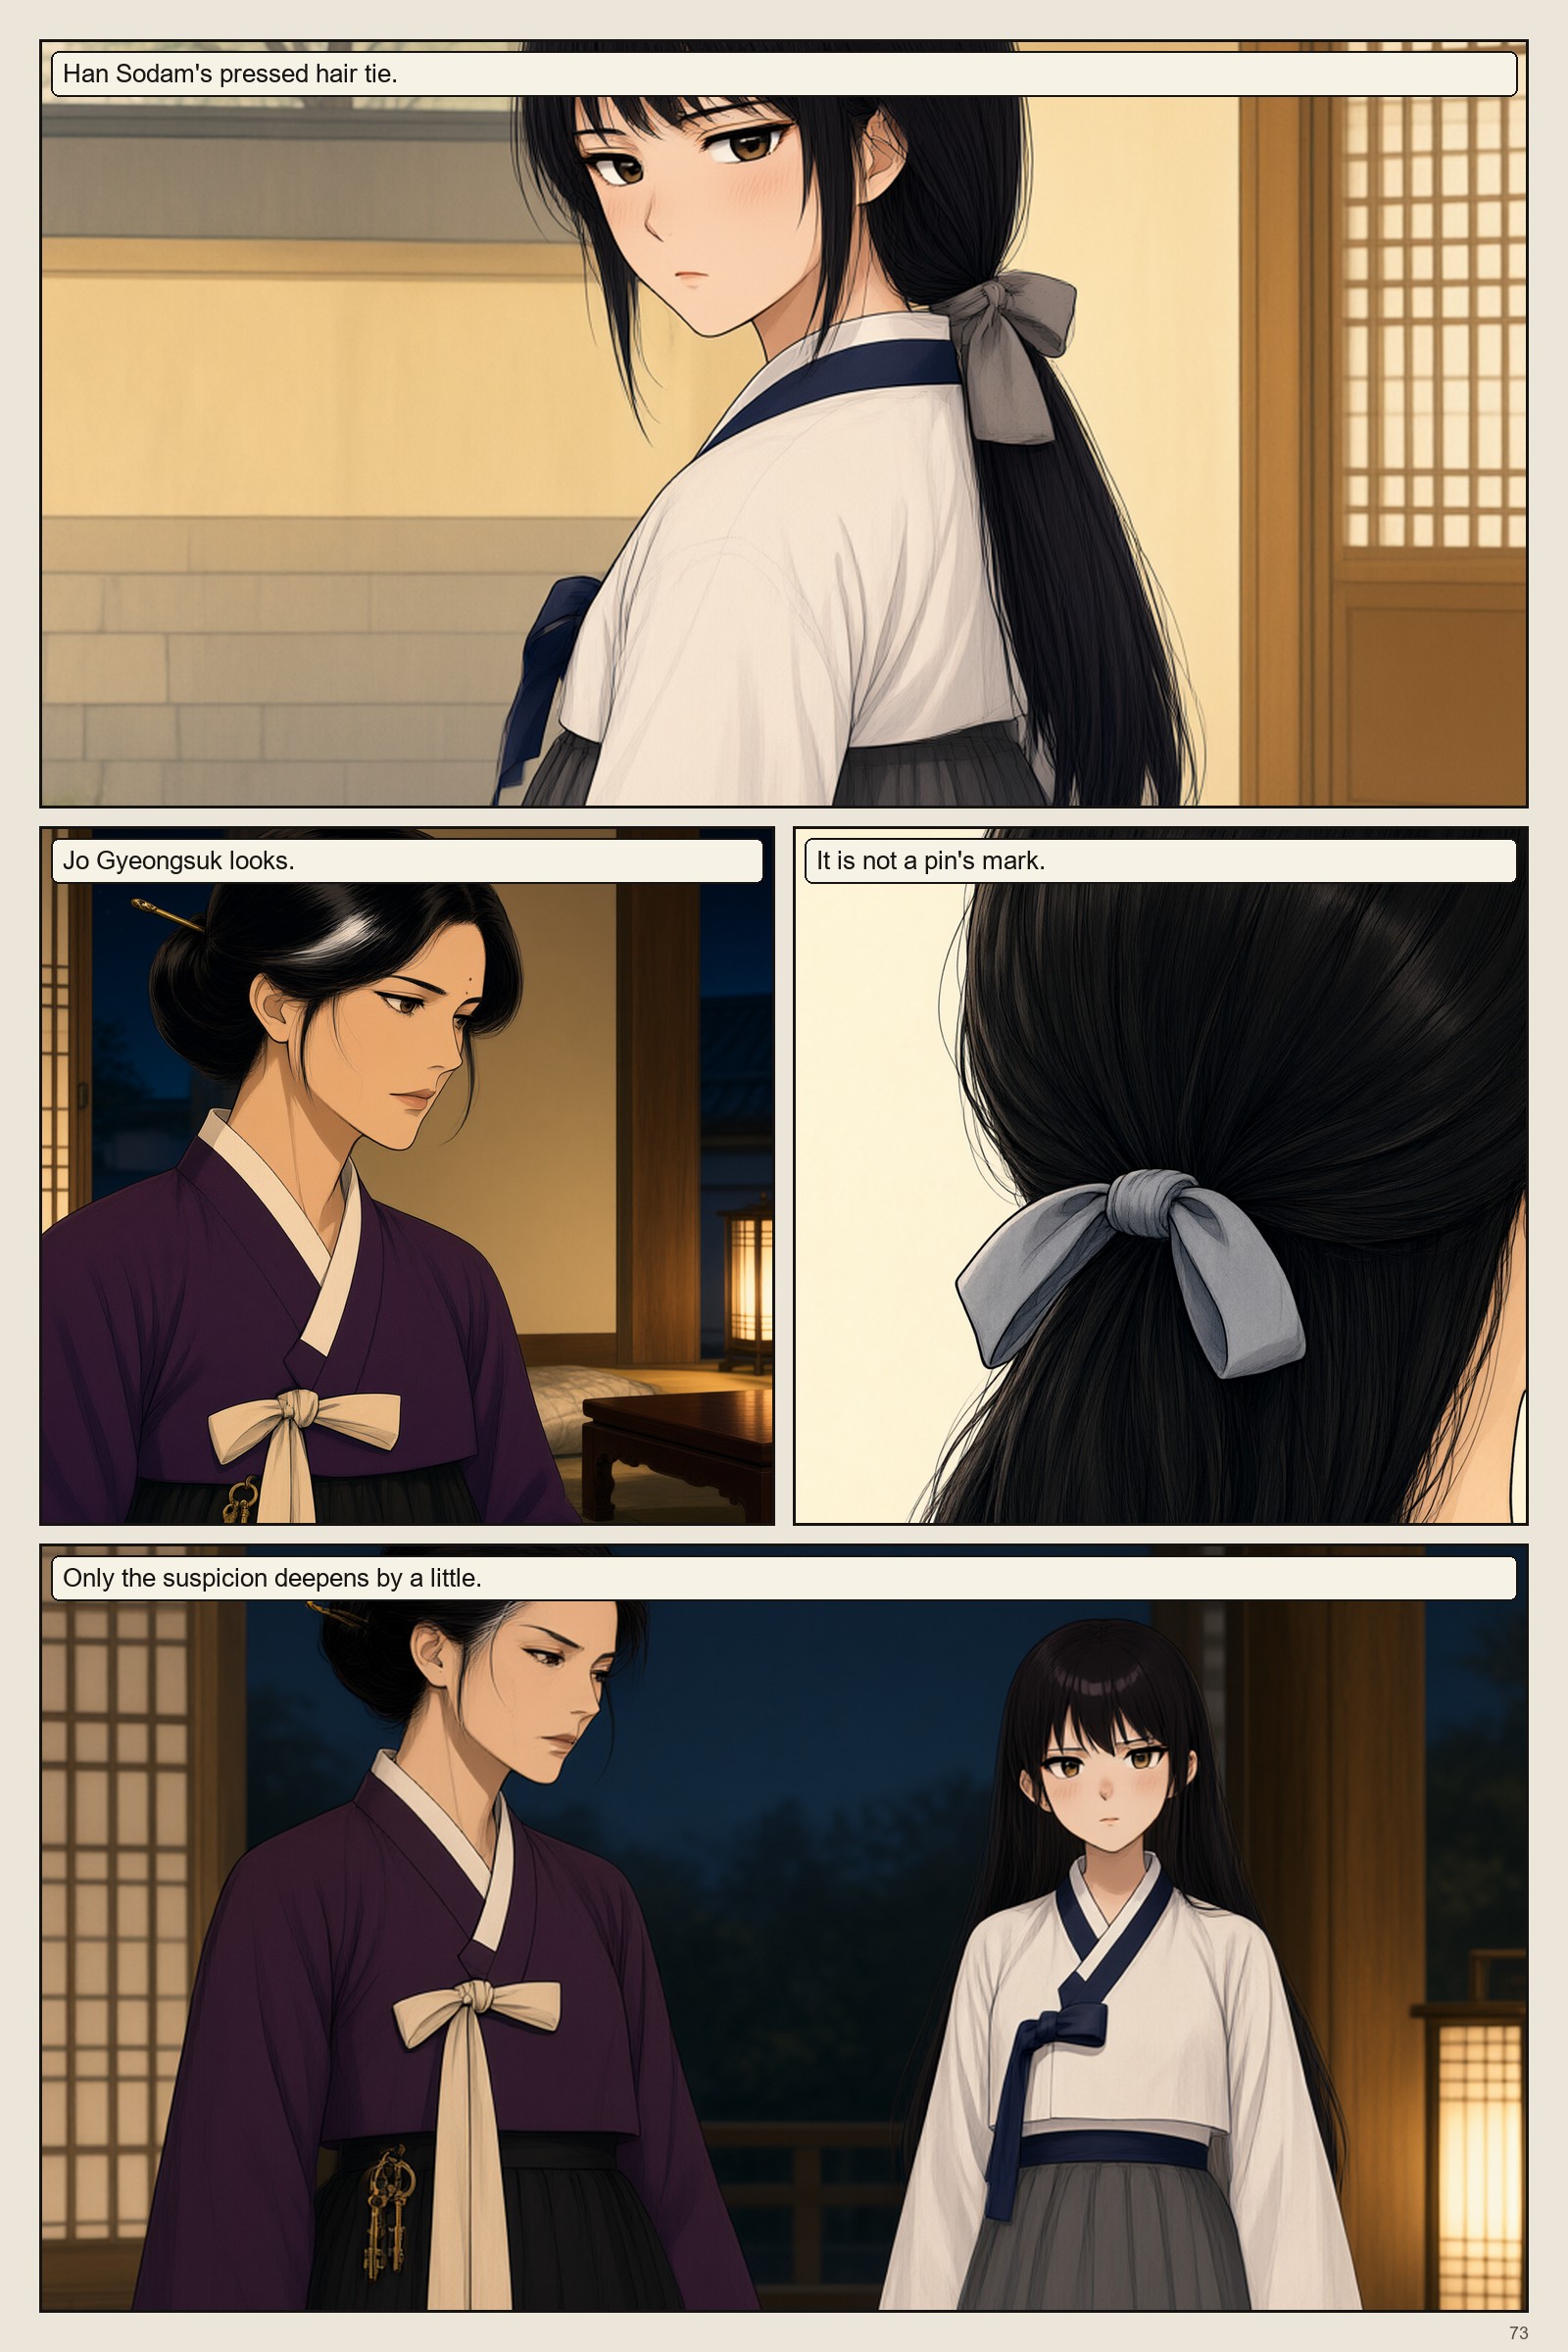 Han Sodam's pressed hair tie.
Jo Gyeongsuk looks.
It is not a pin's mark.
Only the suspicion deepens by a little.
73